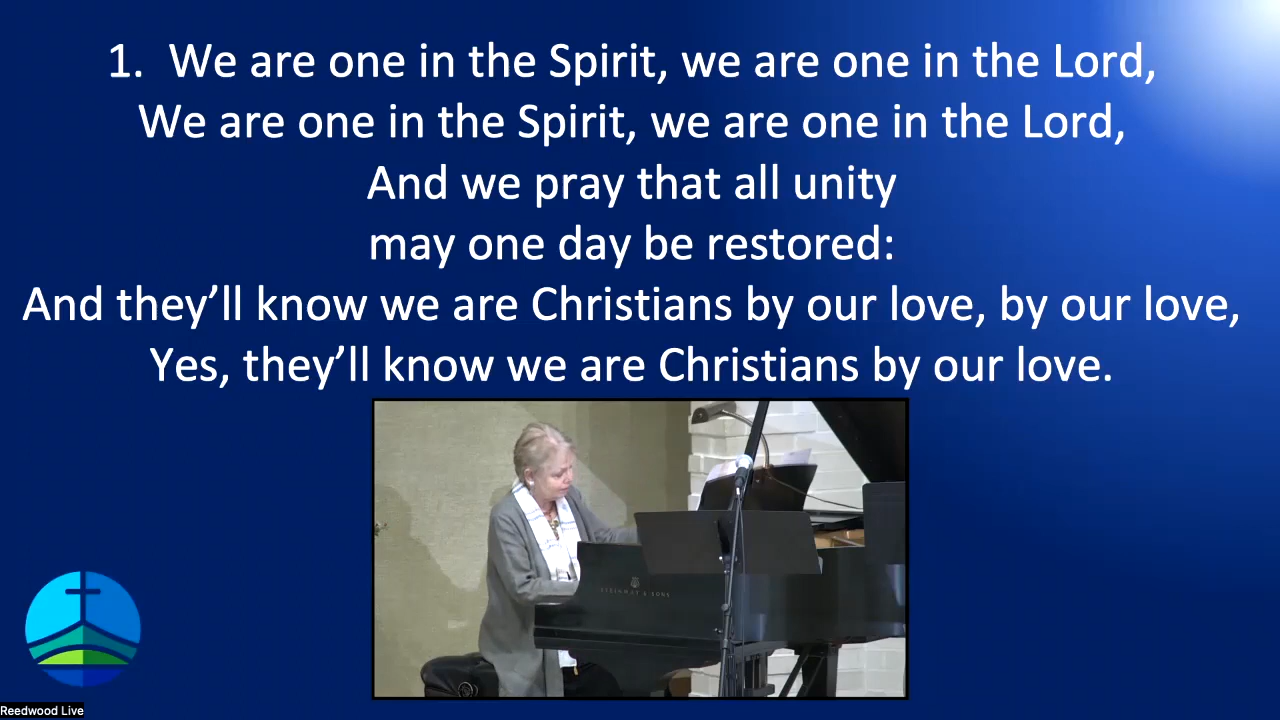 1. We are one in the Spirit, we are one in the Lord,
We are one in the Spirit, we are one in the Lord,
And we pray that all unity
may one day be restored:
And they’ll know we are Christians by our love, by our love,
Yes, they’ll know we are Christians by our love.
STEINWAY & SONS
Reedwood Live